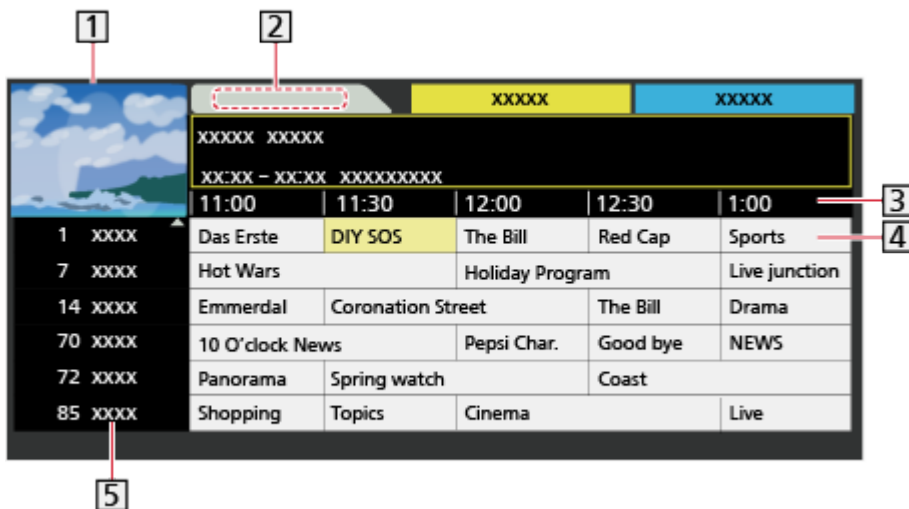 1 2
XXXXX XXXXX
XXXXX XXXXX
XX:XX – XX:XX XXXXXXXXX
11:00 11:30 12:00 12:30 1:00 3
1 XXXX Das Erste DIY SOS The Bill Red Cap Sports 4
7 XXXX Hot Wars Holiday Program Live junction
14 XXXX Emmerdal Coronation Street The Bill Drama
70 XXXX 10 O'clock News Pepsi Char. Good bye NEWS
72 XXXX Panorama Spring watch Coast
85 XXXX Shopping Topics Cinema Live
5